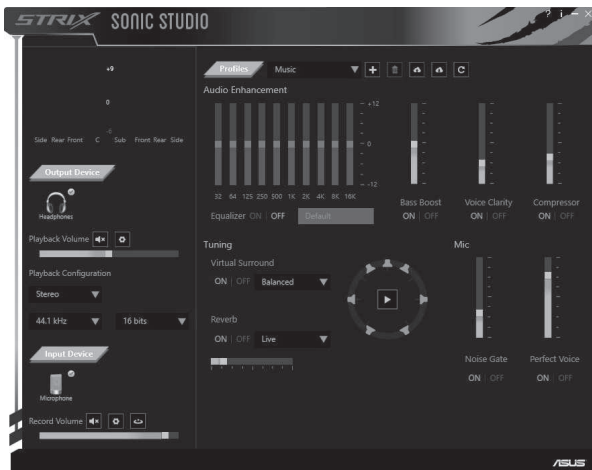 STRIX SONIC STUDIO
? i — ×
+9
0
-6
Side Rear Front C Sub Front Rear Side
Output Device
Headphones
Playback Volume
Playback Configuration
Stereo
44.1 kHz 16 bits
Input Device
Microphone
Record Volume
Profiles Music
Audio Enhancement
+12
0
-12
32 64 125 250 500 1K 2K 4K 8K 16K
Equalizer ON | OFF Default
Bass Boost Voice Clarity Compressor
ON | OFF ON | OFF ON | OFF
Tuning
Virtual Surround
ON | OFF Balanced
Reverb
ON | OFF Live
Mic
Noise Gate Perfect Voice
ON | OFF ON | OFF
ASUS